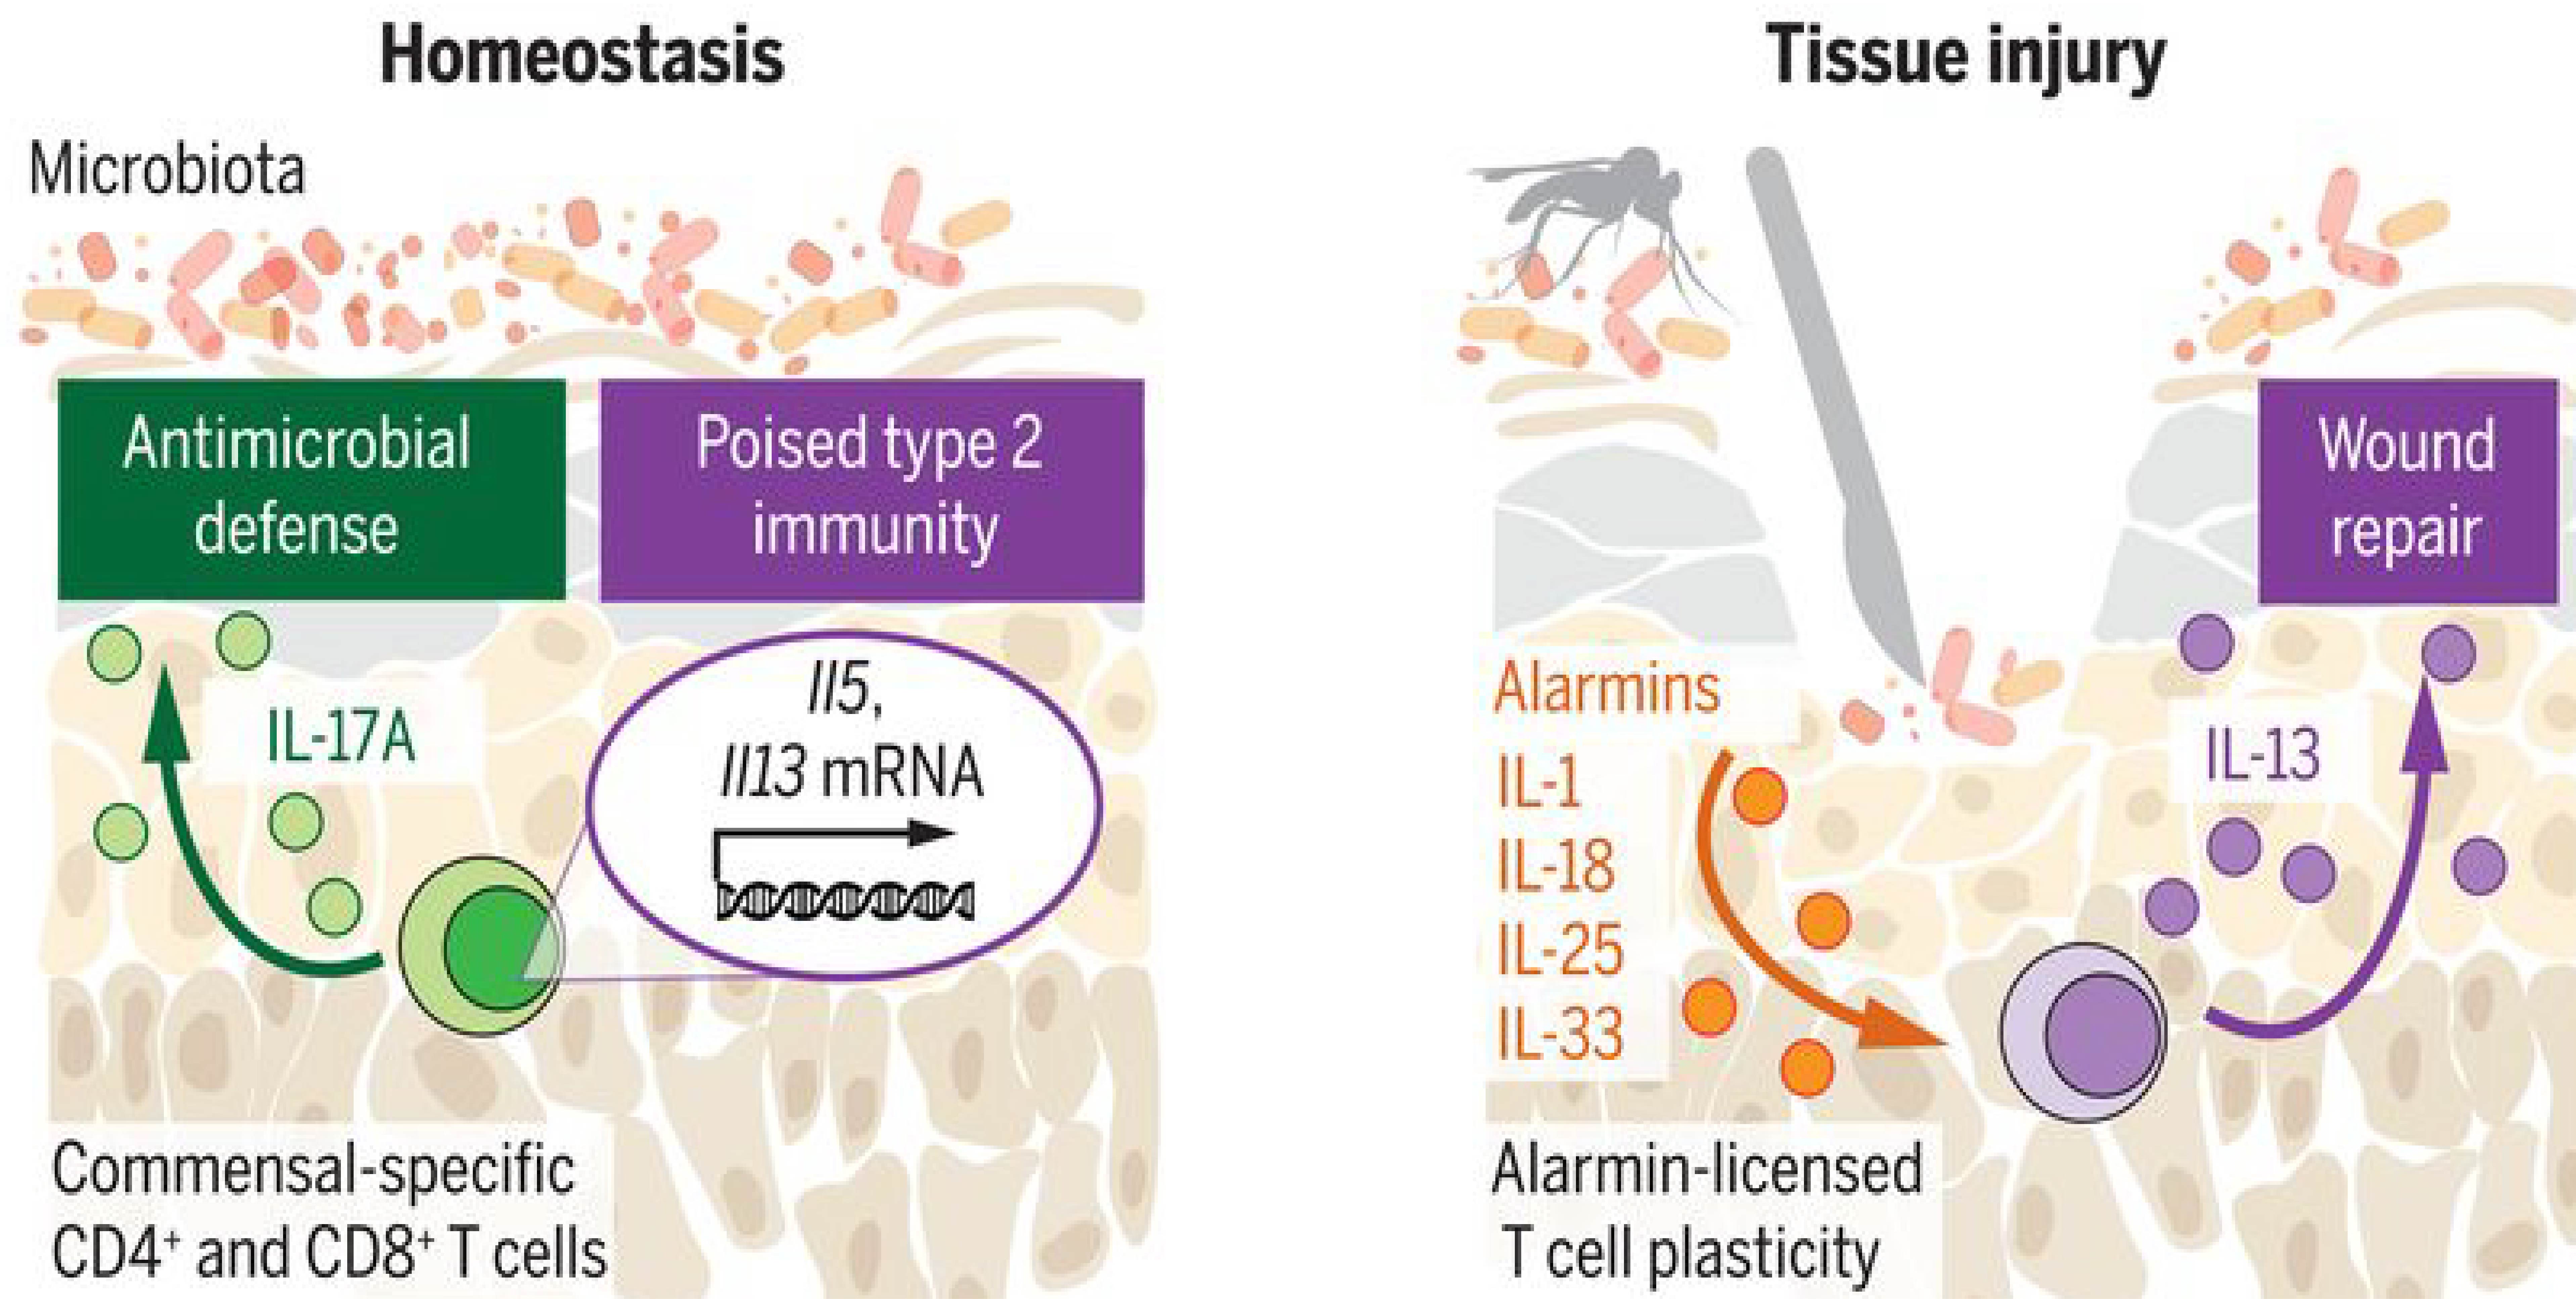 Homeostasis
Microbiota
Antimicrobial
defense
Poised type 2
immunity
IL-17A
Il5,
Il13 mRNA
Commensal-specific
CD4⁺ and CD8⁺ T cells
Tissue injury
Wound
repair
Alarmins
IL-1
IL-18
IL-25
IL-33
IL-13
Alarmin-licensed
T cell plasticity